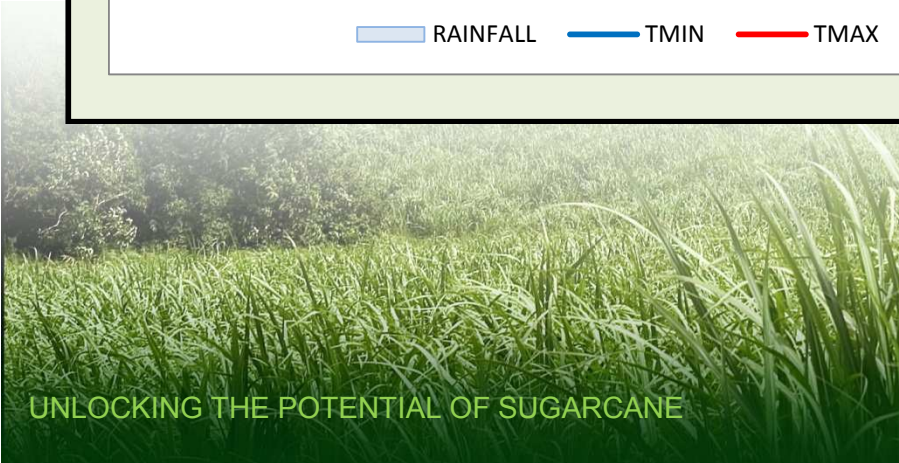 RAINFALL TMIN TMAX
UNLOCKING THE POTENTIAL OF SUGARCANE